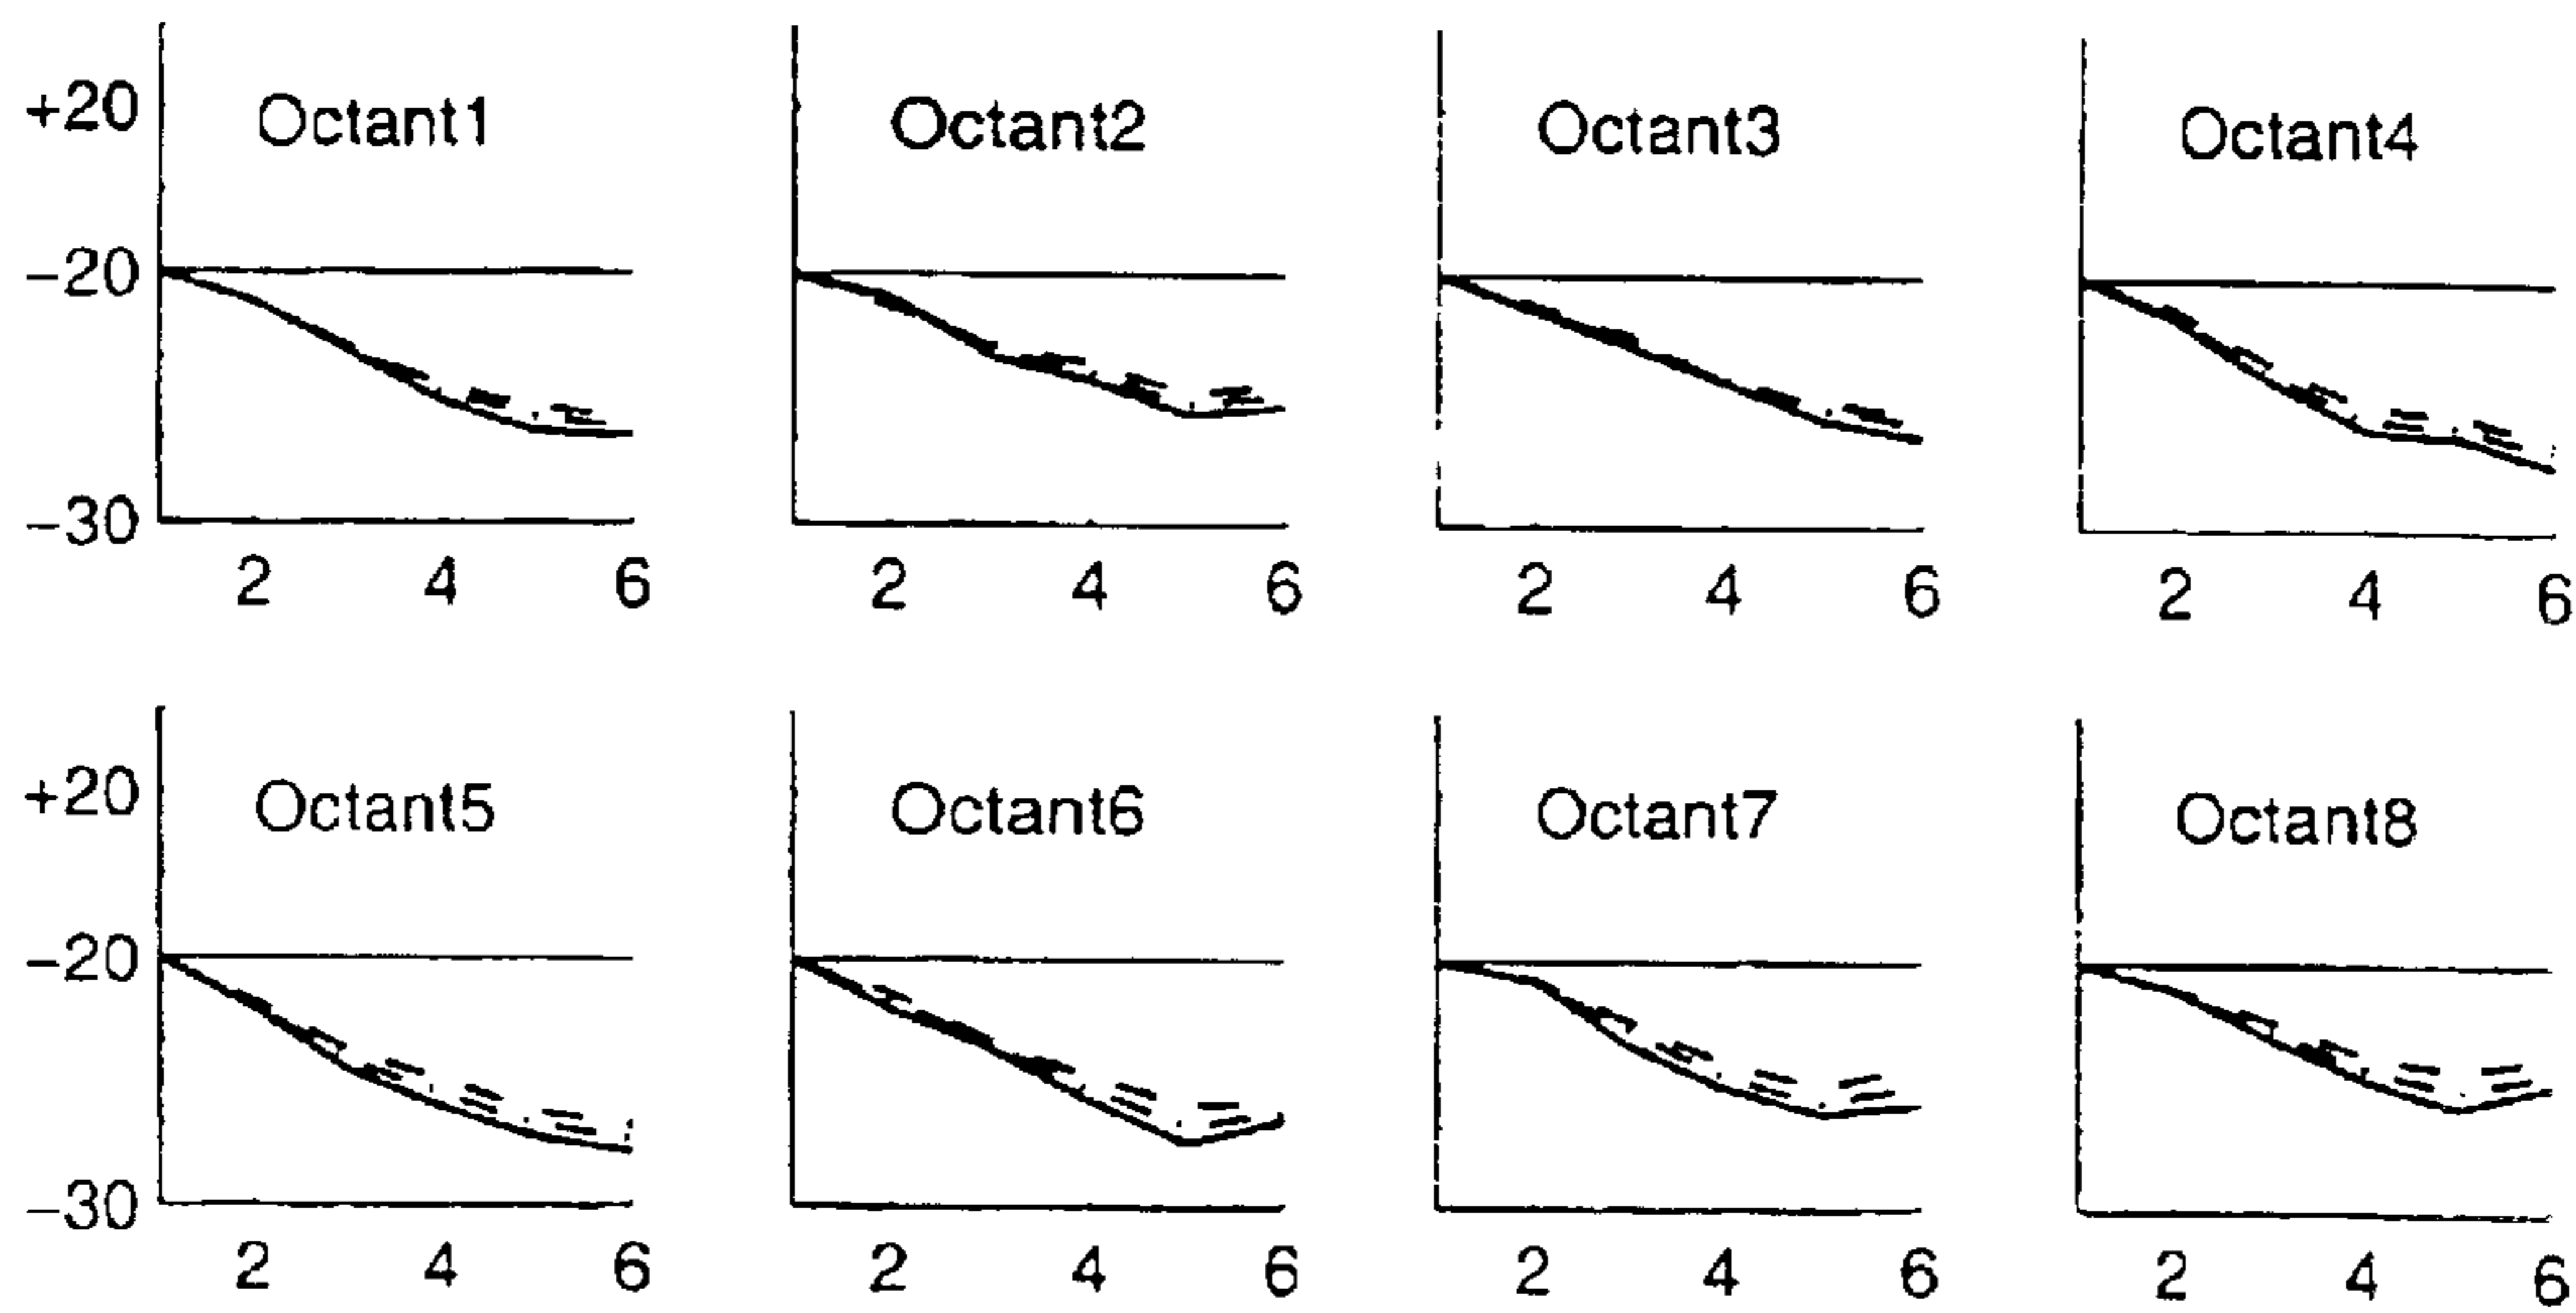 +20 Octant1 Octant2 Octant3 Octant4
−20
−30
2 4 6 2 4 6 2 4 6 2 4 6
+20 Octant5 Octant6 Octant7 Octant8
−20
−30
2 4 6 2 4 6 2 4 6 2 4 6